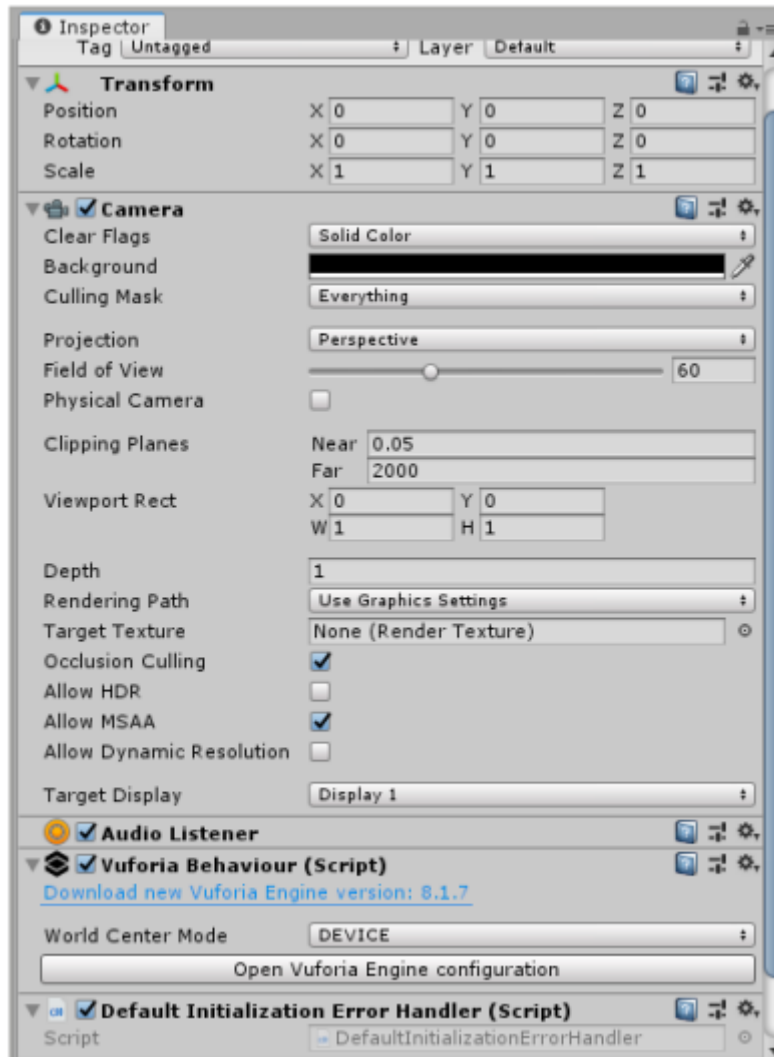 Inspector
Tag Untagged Layer Default
Transform
Position X 0 Y 0 Z 0
Rotation X 0 Y 0 Z 0
Scale X 1 Y 1 Z 1
Camera
Clear Flags Solid Color
Background
Culling Mask Everything
Projection Perspective
Field of View 60
Physical Camera
Clipping Planes Near 0.05
Far 2000
Viewport Rect X 0 Y 0
W 1 H 1
Depth 1
Rendering Path Use Graphics Settings
Target Texture None (Render Texture)
Occlusion Culling
Allow HDR
Allow MSAA
Allow Dynamic Resolution
Target Display Display 1
Audio Listener
Vuforia Behaviour (Script)
Download new Vuforia Engine version: 8.1.7
World Center Mode DEVICE
Open Vuforia Engine configuration
Default Initialization Error Handler (Script)
Script DefaultInitializationErrorHandler